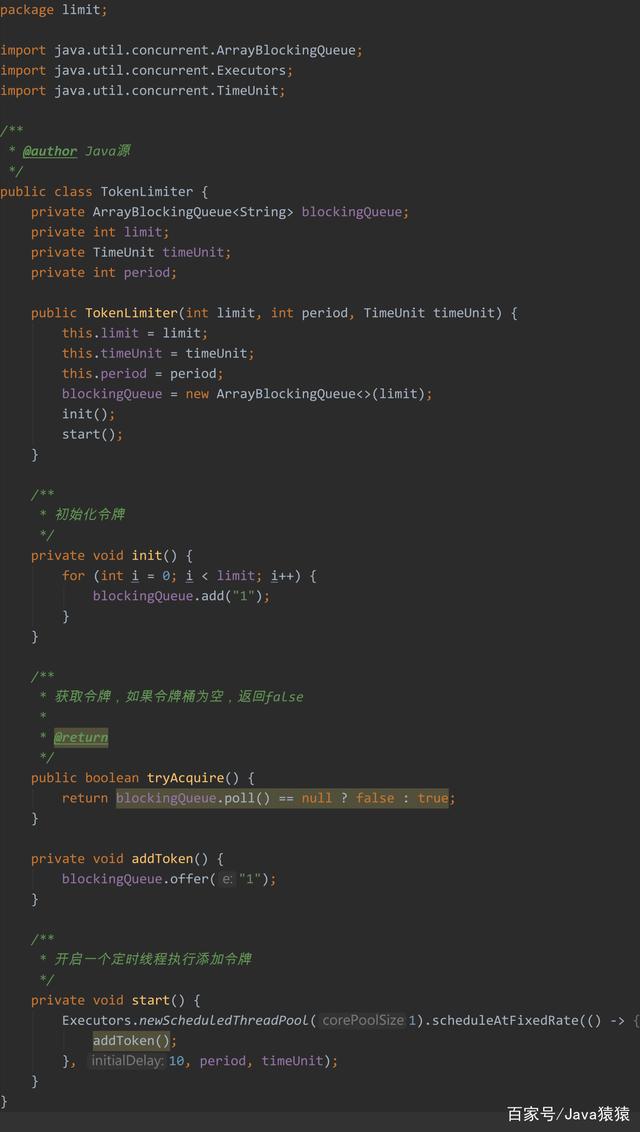 package limit;
import java.util.concurrent.ArrayBlockingQueue;
import java.util.concurrent.Executors;
import java.util.concurrent.TimeUnit;
/**
 * @author Java源
 */
public class TokenLimiter {
    private ArrayBlockingQueue<String> blockingQueue;
    private int limit;
    private TimeUnit timeUnit;
    private int period;
    public TokenLimiter(int limit, int period, TimeUnit timeUnit) {
        this.limit = limit;
        this.timeUnit = timeUnit;
        this.period = period;
        blockingQueue = new ArrayBlockingQueue<>(limit);
        init();
        start();
    }
    /**
     * 初始化令牌
     */
    private void init() {
        for (int i = 0; i < limit; i++) {
            blockingQueue.add("1");
        }
    }
    /**
     * 获取令牌，如果令牌桶为空，返回false
     *
     * @return
     */
    public boolean tryAcquire() {
        return blockingQueue.poll() == null ? false : true;
    }
    private void addToken() {
        blockingQueue.offer( e: "1");
    }
    /**
     * 开启一个定时线程执行添加令牌
     */
    private void start() {
        Executors.newScheduledThreadPool( corePoolSize 1).scheduleAtFixedRate(() -> {
            addToken();
        }, initialDelay: 10, period, timeUnit);
    }
}
百家号/Java猿猿